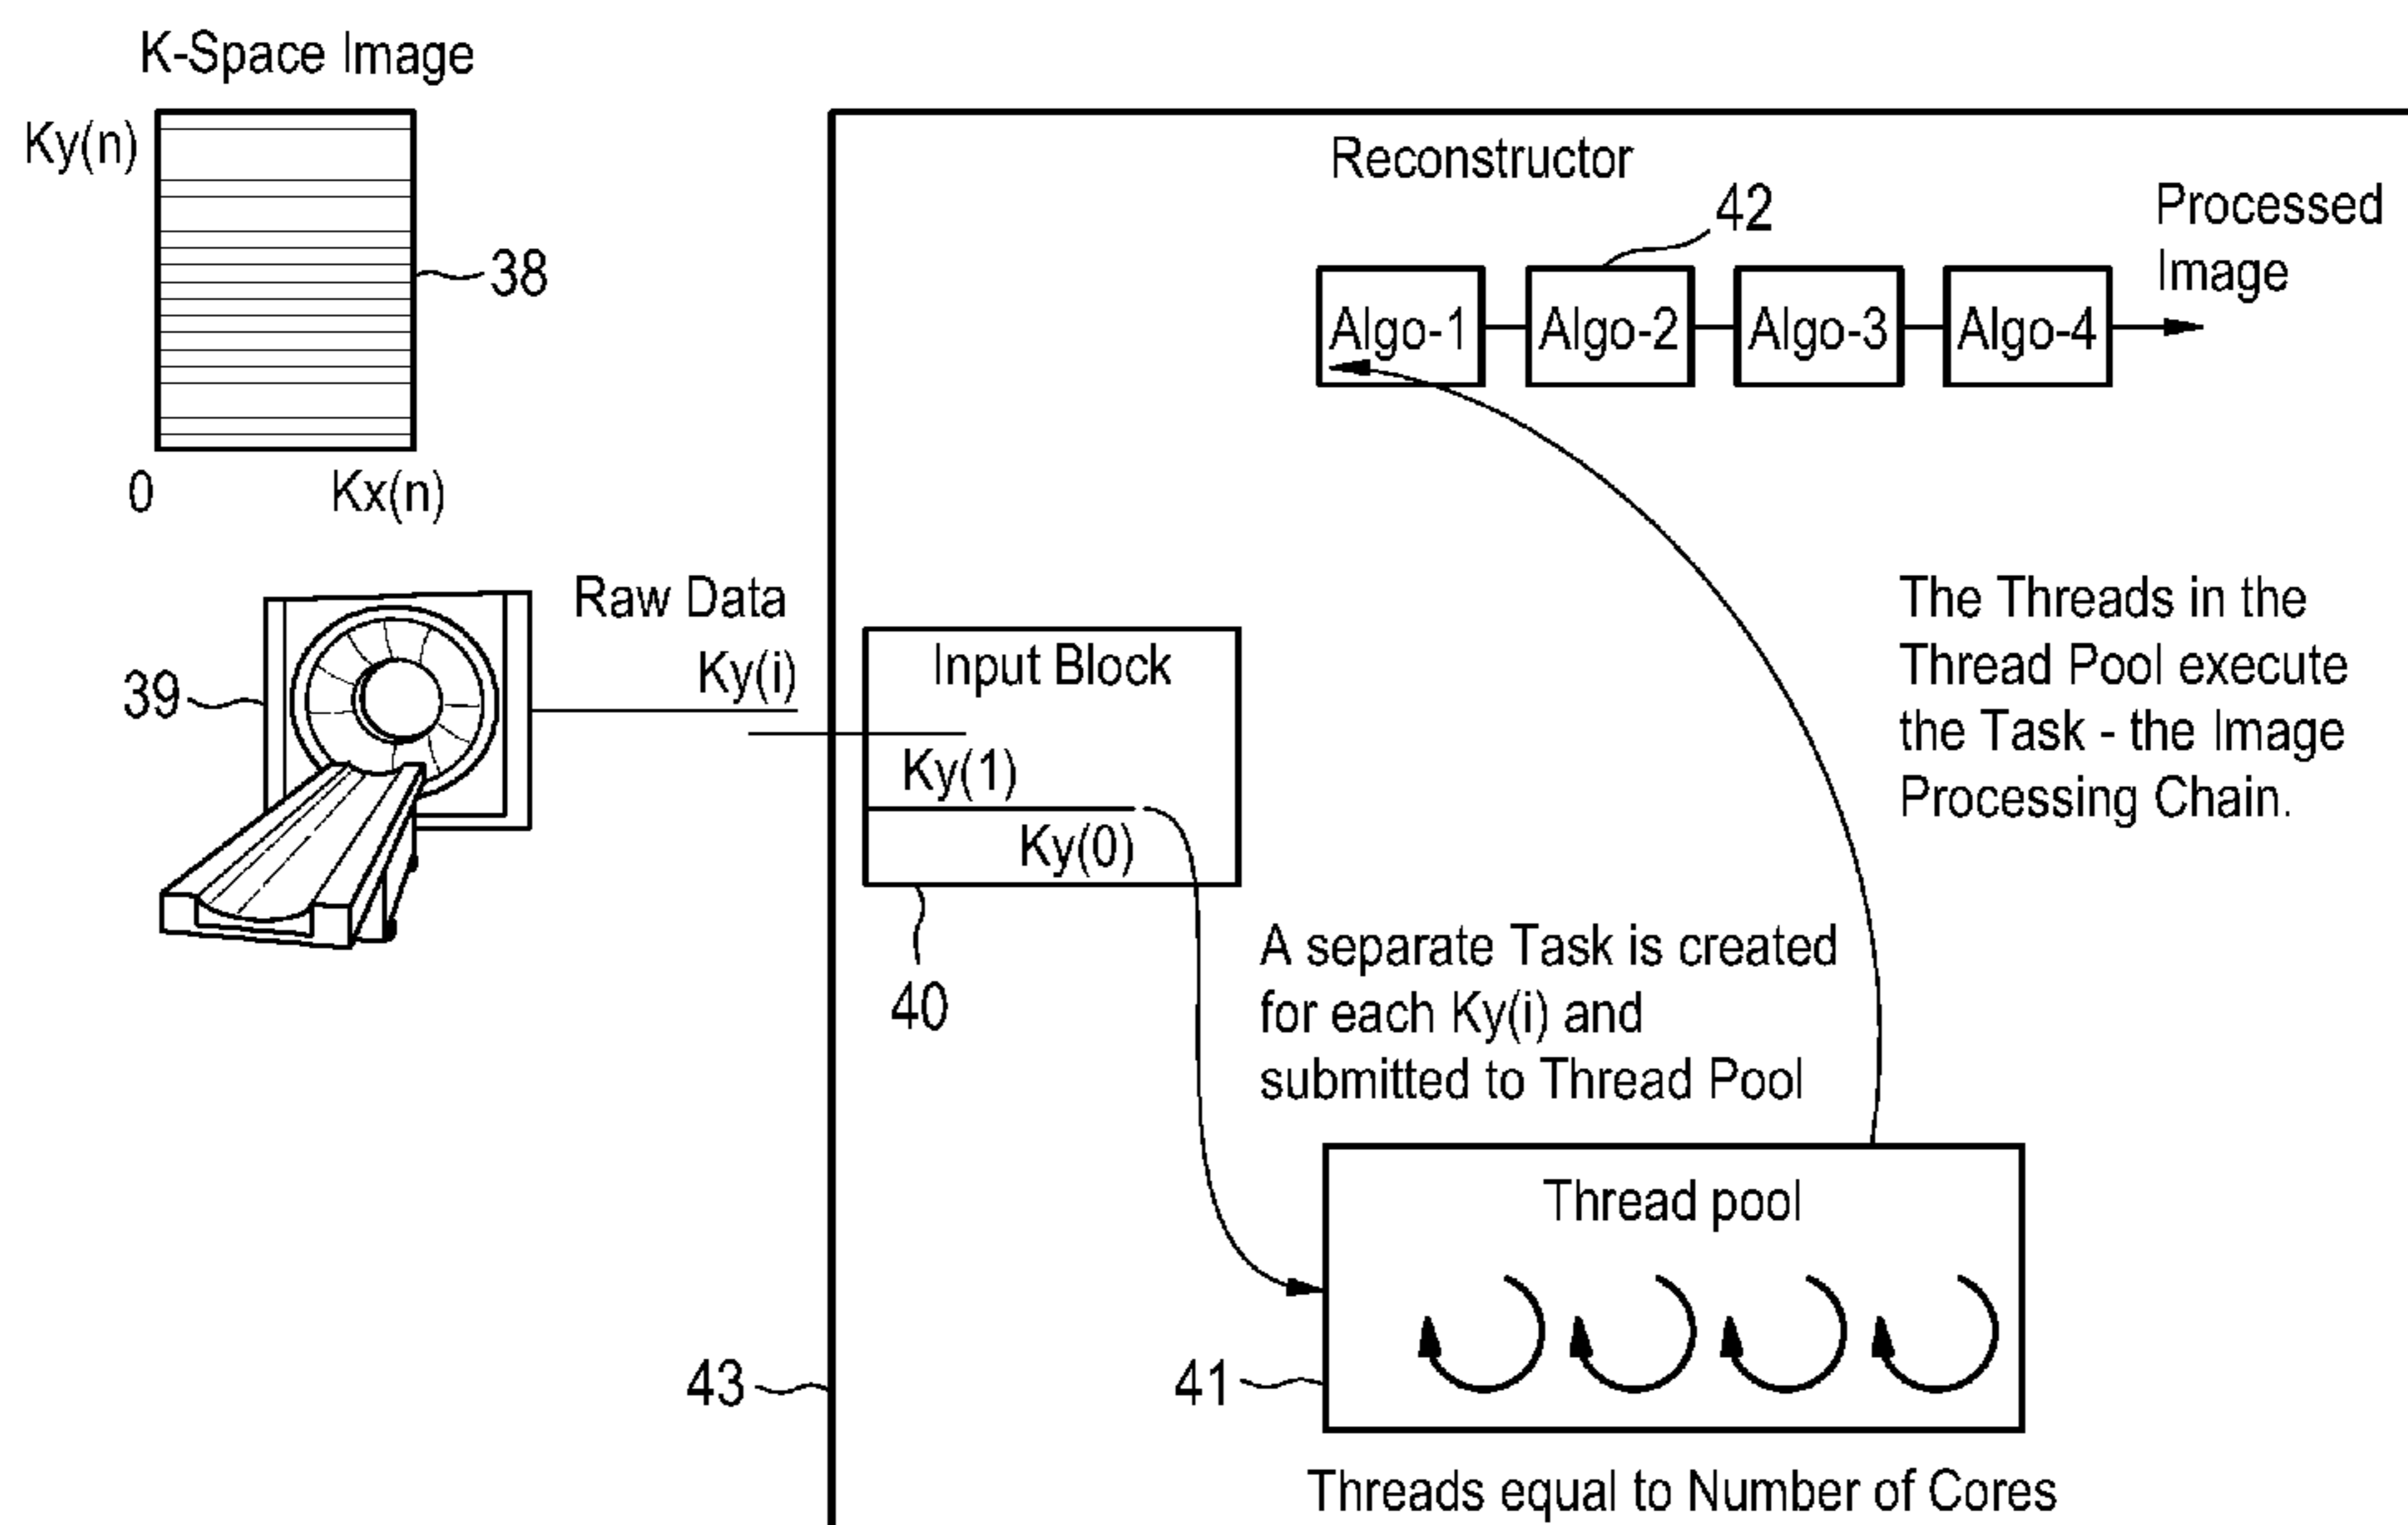 K-Space Image
Ky(n)
38
0
Kx(n)
39
Raw Data
Ky(i)
Reconstructor
42
Processed
Image
Algo-1
Algo-2
Algo-3
Algo-4
Input Block
Ky(1)
Ky(0)
40
The Threads in the
Thread Pool execute
the Task - the Image
Processing Chain.
A separate Task is created
for each Ky(i) and
submitted to Thread Pool
Thread pool
43
41
Threads equal to Number of Cores